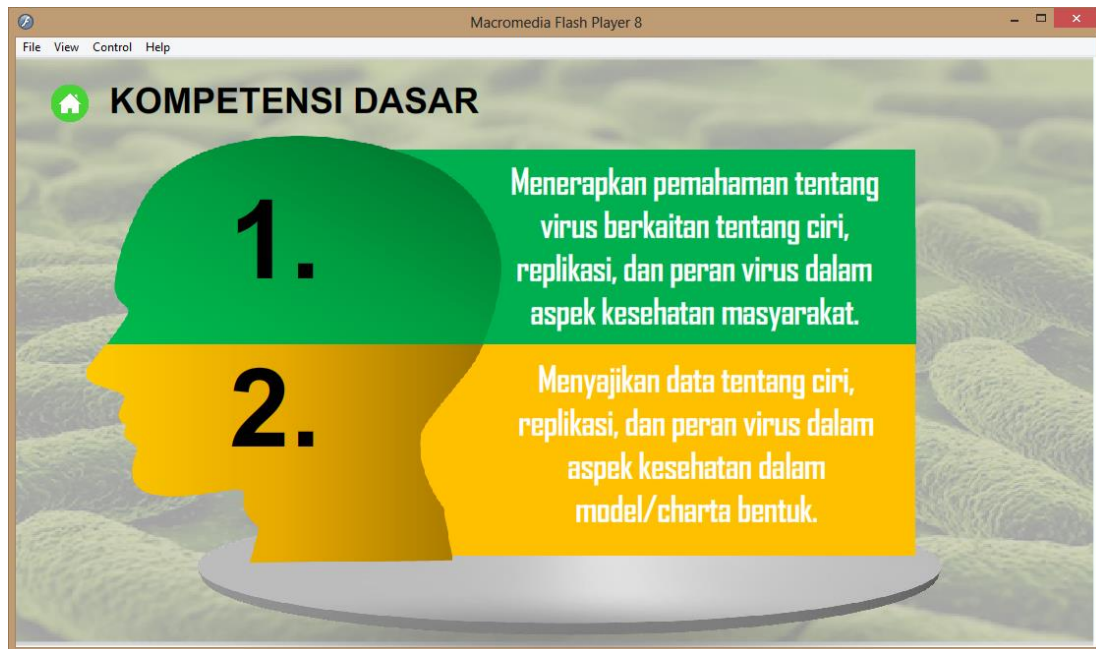 Macromedia Flash Player 8
File View Control Help
KOMPETENSI DASAR
1.
Menerapkan pemahaman tentang
virus berkaitan tentang ciri,
replikasi, dan peran virus dalam
aspek kesehatan masyarakat.
2.
Menyajikan data tentang ciri,
replikasi, dan peran virus dalam
aspek kesehatan dalam
model/charta bentuk.